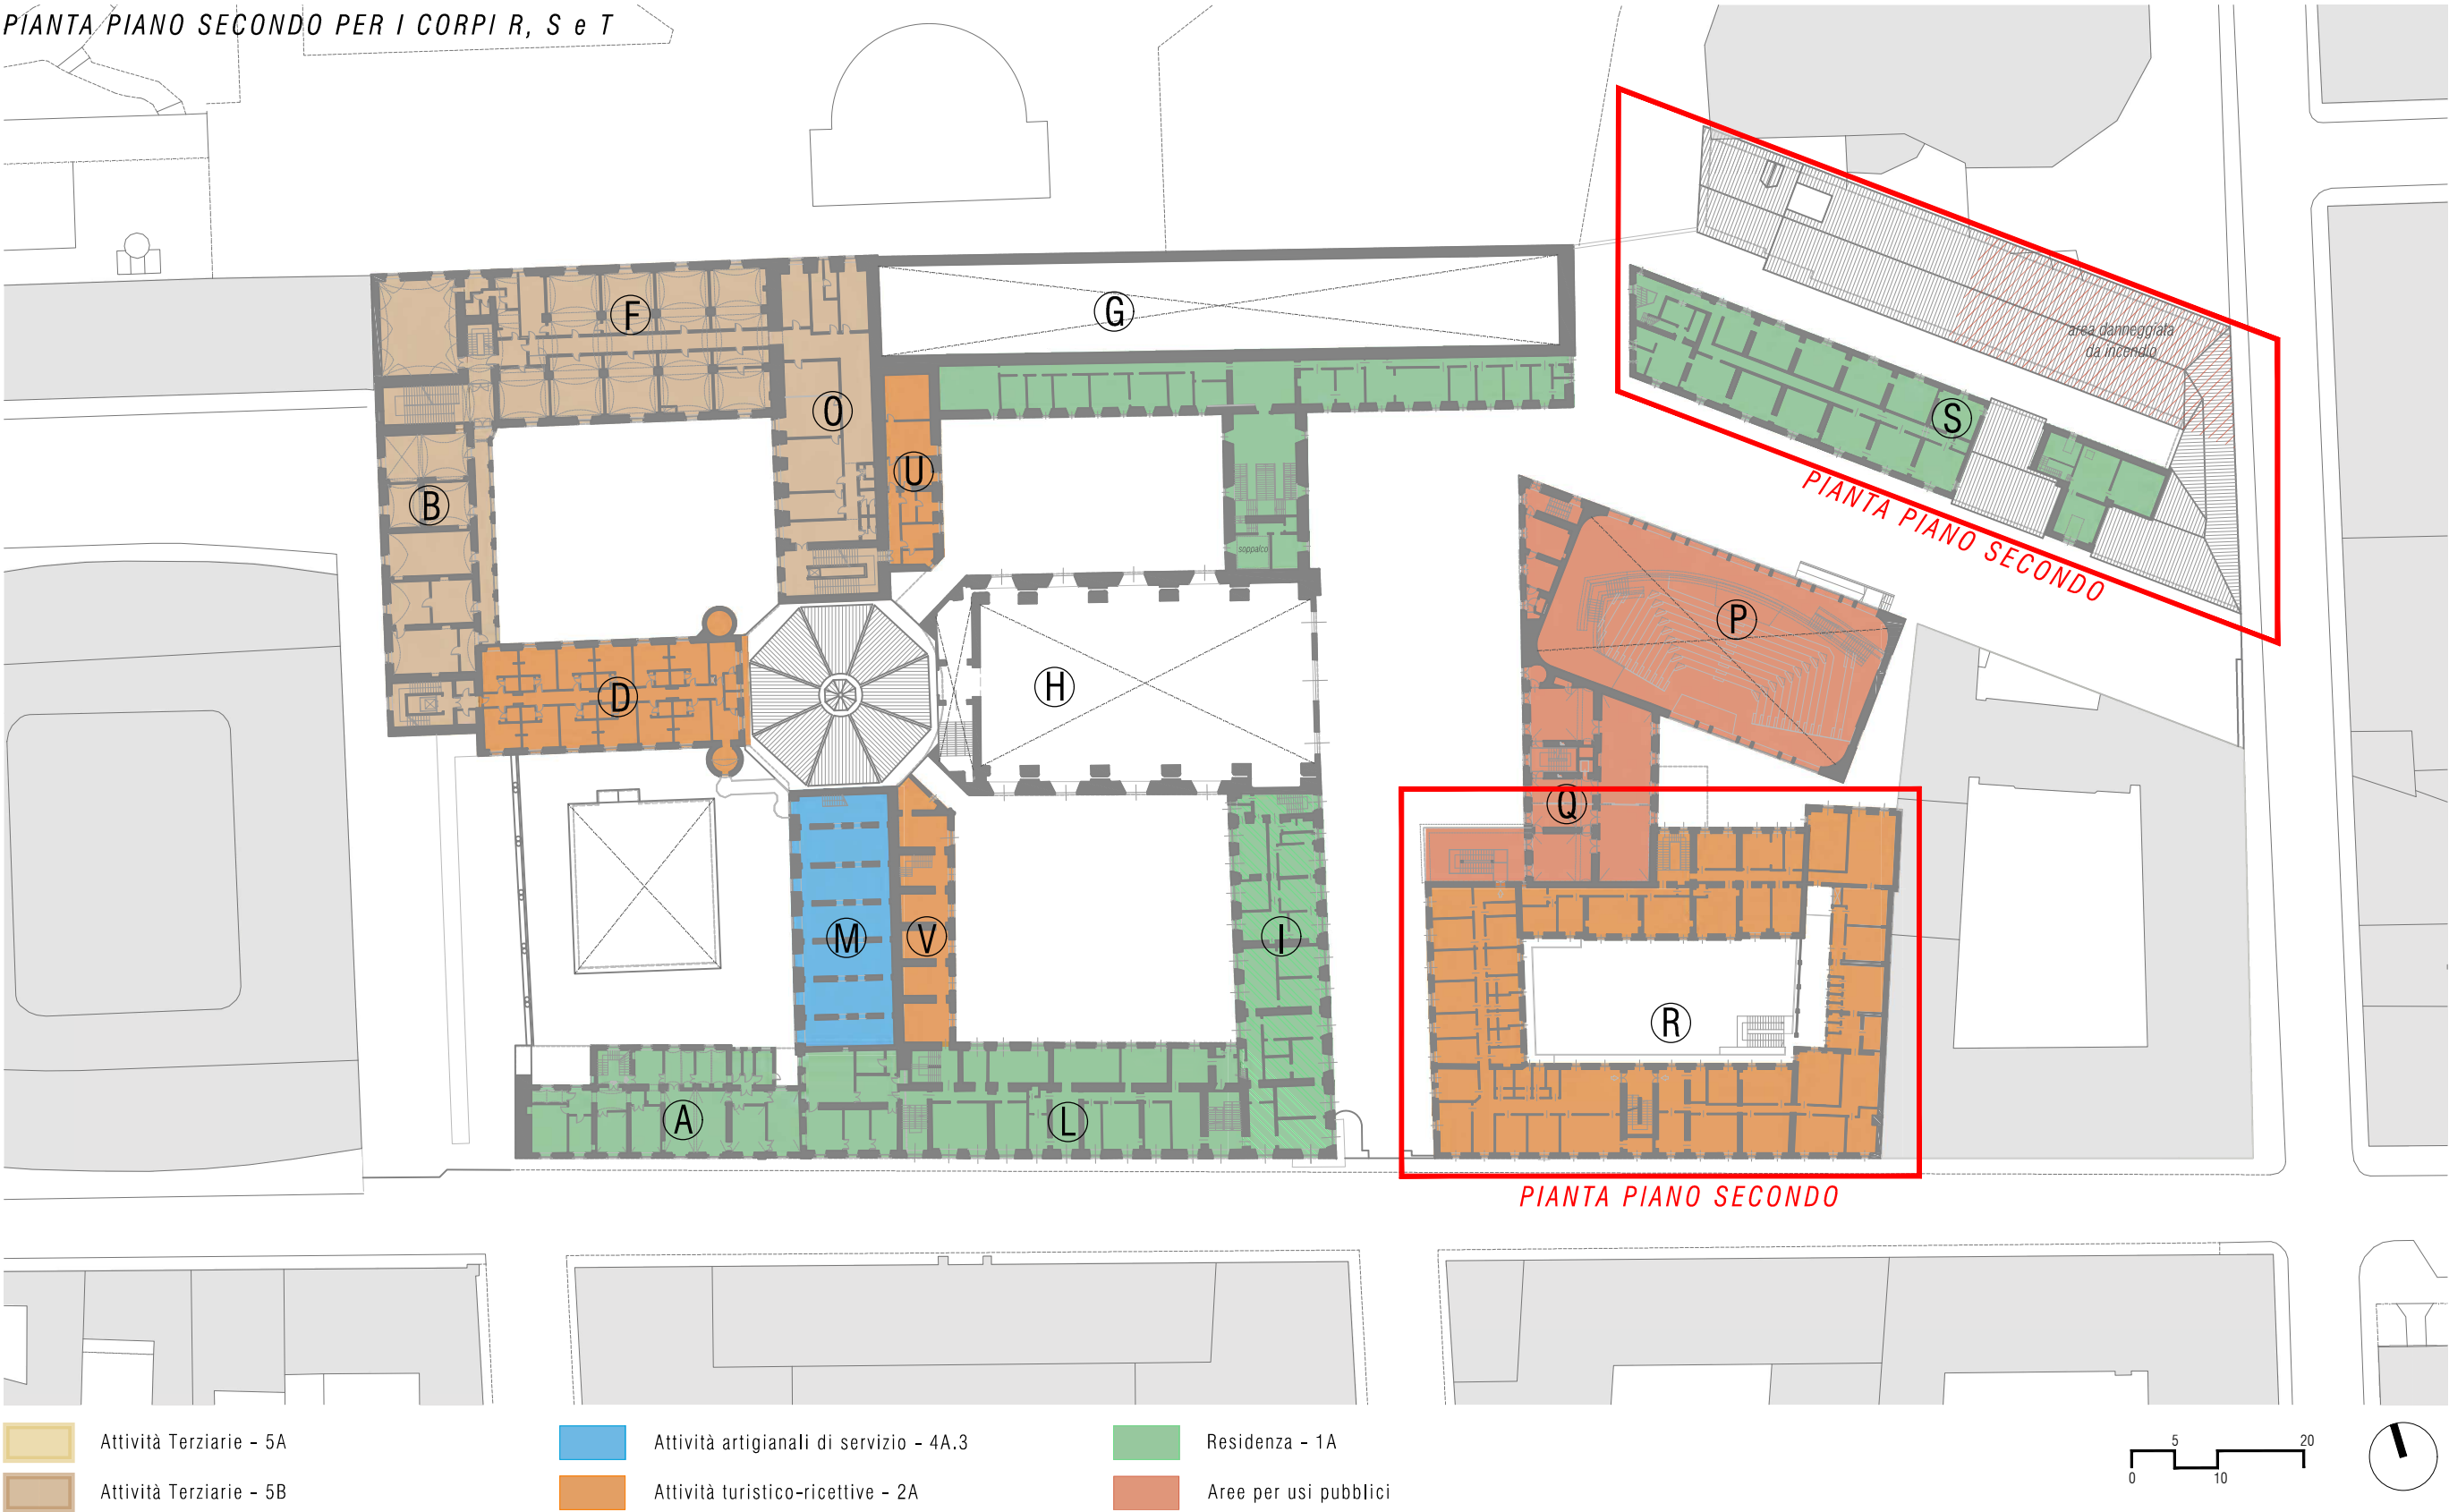 PIANTA PIANO SECONDO PER I CORPI R, S e T
F
G
O
area danneggiata
da incendio
S
U
B
PIANTA PIANO SECONDO
soppalco
P
H
D
Q
M
V
I
R
A
L
PIANTA PIANO SECONDO
Attività Terziarie - 5A
Attività artigianali di servizio - 4A.3
Residenza - 1A
5 20
0 10
Attività Terziarie - 5B
Attività turistico-ricettive - 2A
Aree per usi pubblici